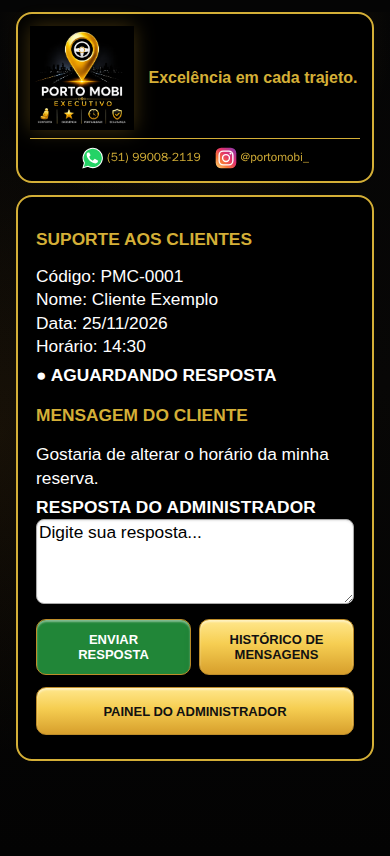 PORTO MOBI
EXECUTIVO
Excelência em cada trajeto.
(51) 99008-2119
@portomobi_
SUPORTE AOS CLIENTES
Código: PMC-0001
Nome: Cliente Exemplo
Data: 25/11/2026
Horário: 14:30
● AGUARDANDO RESPOSTA
MENSAGEM DO CLIENTE
Gostaria de alterar o horário da minha
reserva.
RESPOSTA DO ADMINISTRADOR
Digite sua resposta...
ENVIAR
RESPOSTA
HISTÓRICO DE
MENSAGENS
PAINEL DO ADMINISTRADOR